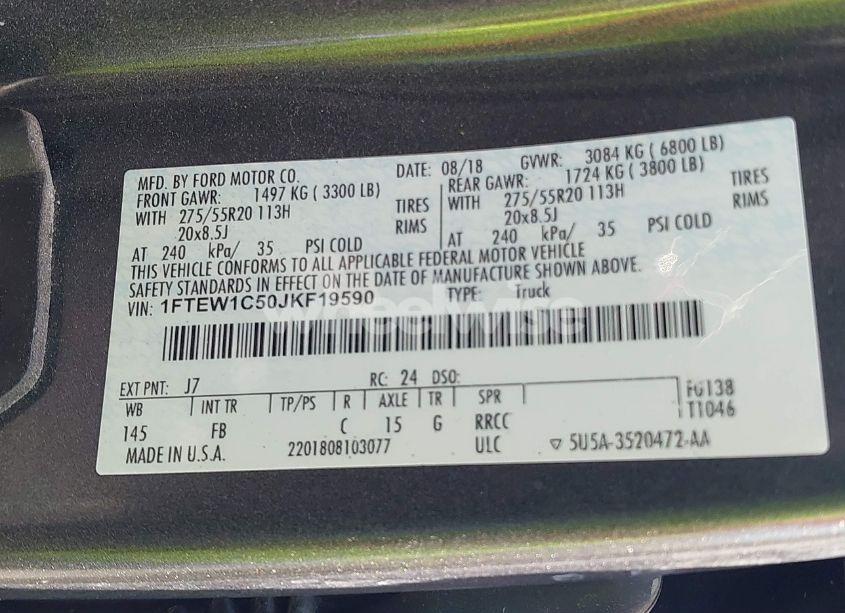 MFD. BY FORD MOTOR CO. DATE: 08/18 GVWR: 3084 KG ( 6800 LB)
FRONT GAWR: 1497 KG ( 3300 LB) REAR GAWR: 1724 KG ( 3800 LB)
WITH 275/55R20 113H TIRES WITH 275/55R20 113H TIRES
20x8.5J RIMS 20x8.5J RIMS
AT 240 kPa/ 35 PSI COLD AT 240 kPa/ 35 PSI COLD
THIS VEHICLE CONFORMS TO ALL APPLICABLE FEDERAL MOTOR VEHICLE
SAFETY STANDARDS IN EFFECT ON THE DATE OF MANUFACTURE SHOWN ABOVE.
VIN: 1FTEW1C50JKF19590 TYPE: Truck
wheelwise
EXT PNT: J7 RC: 24 DSO:
WB INT TR TP/PS R AXLE TR SPR F6138
145 FB C 15 G RRCC T1046
MADE IN U.S.A. 2201808103077 ULC ▽ 5U5A-3520472-AA